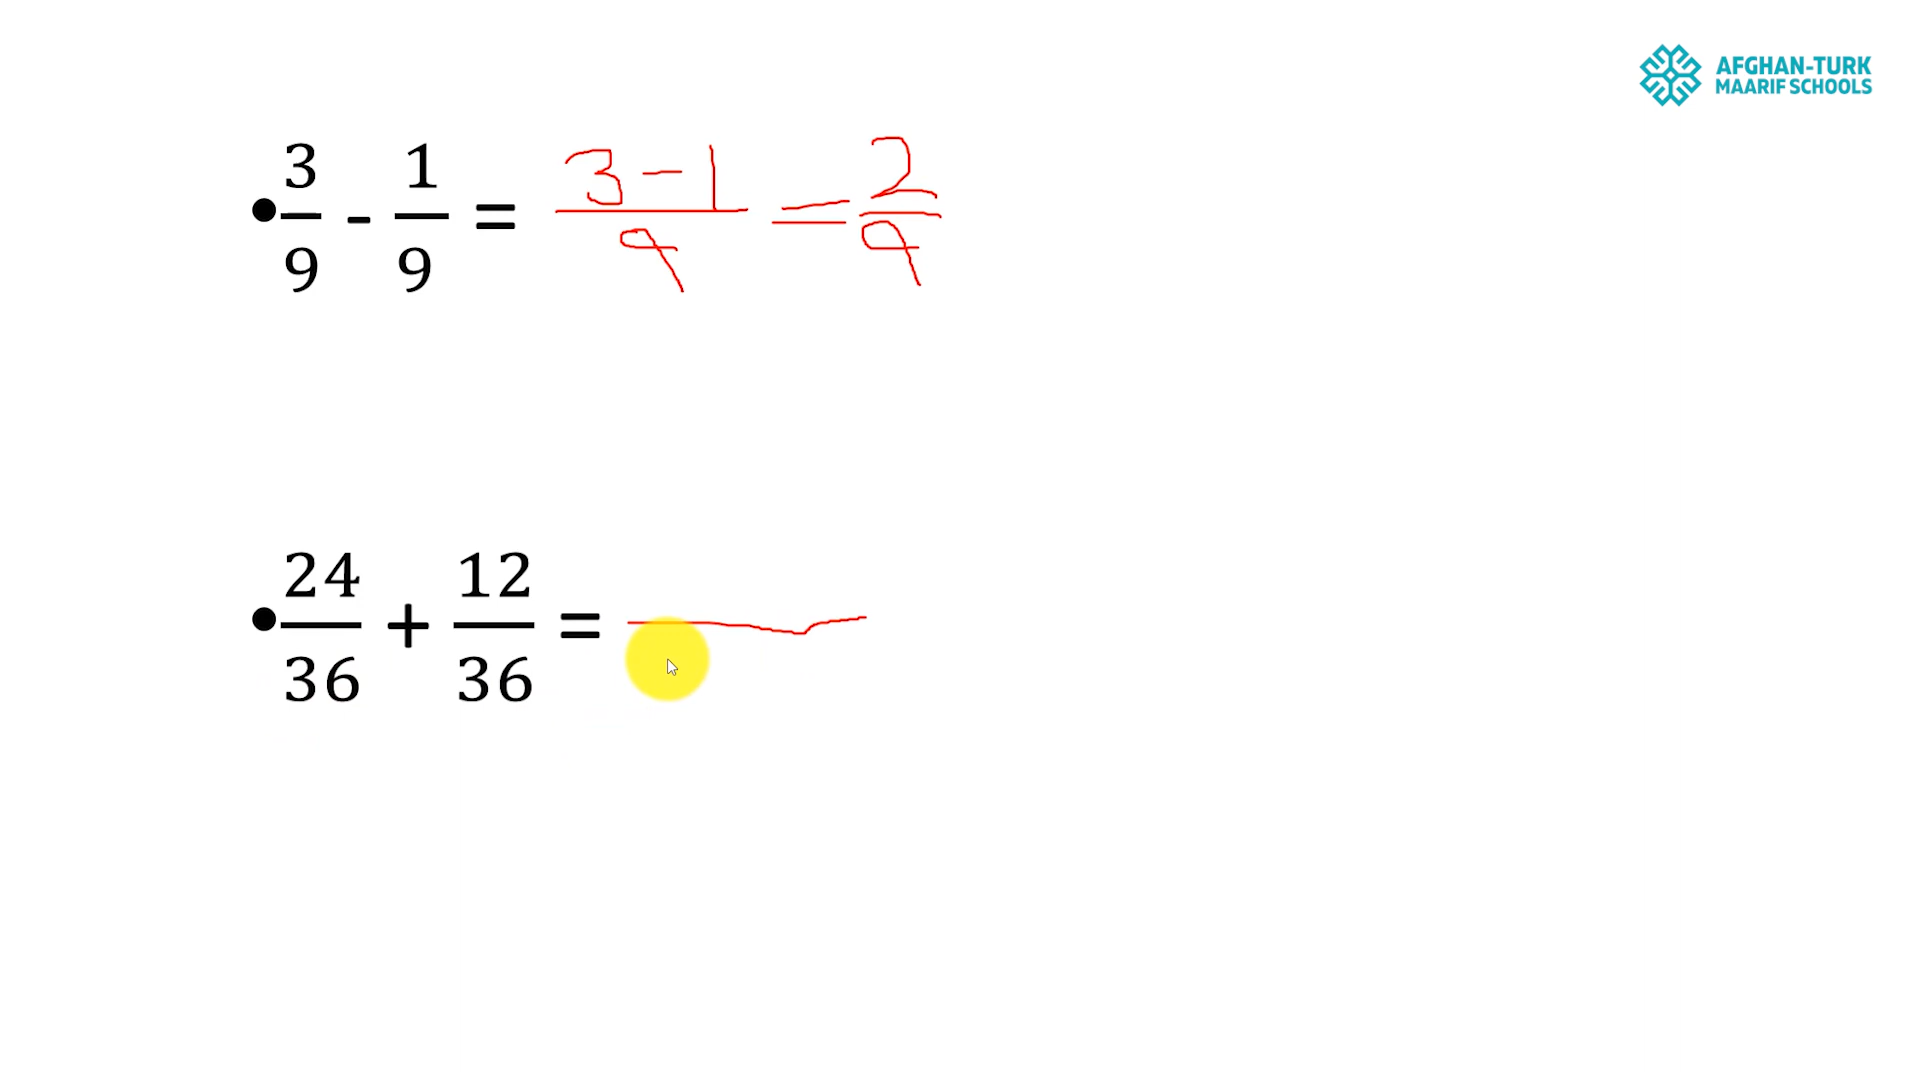 AFGHAN-TURK
MAARIF SCHOOLS
• 3/9 - 1/9 = (3-1)/9 = 2/9
• 24/36 + 12/36 =